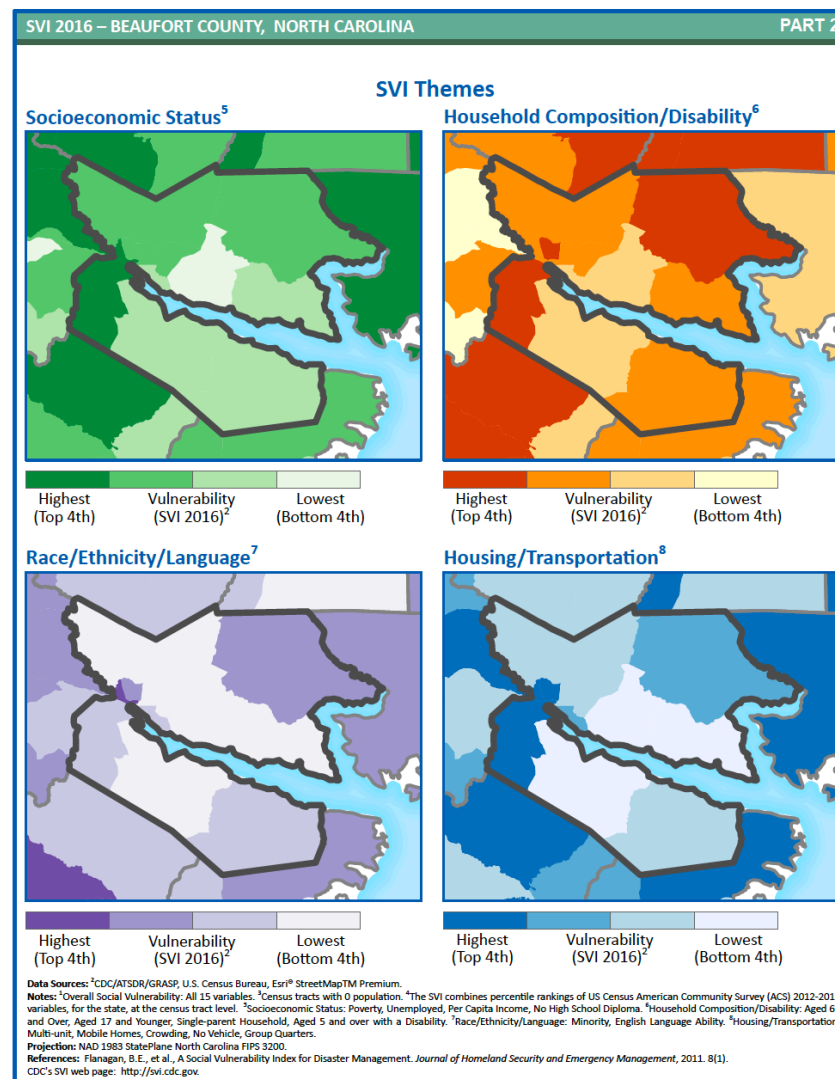 SVI 2016 – BEAUFORT COUNTY, NORTH CAROLINA PART 2
SVI Themes
Socioeconomic Status⁵
Household Composition/Disability⁶
Highest (Top 4th)
Vulnerability (SVI 2016)²
Lowest (Bottom 4th)
Highest (Top 4th)
Vulnerability (SVI 2016)²
Lowest (Bottom 4th)
Race/Ethnicity/Language⁷
Housing/Transportation⁸
Highest (Top 4th)
Vulnerability (SVI 2016)²
Lowest (Bottom 4th)
Highest (Top 4th)
Vulnerability (SVI 2016)²
Lowest (Bottom 4th)
Data Sources: ²CDC/ATSDR/GRASP, U.S. Census Bureau, Esri® StreetMapTM Premium.
Notes: ¹Overall Social Vulnerability: All 15 variables. ³Census tracts with 0 population. ⁴The SVI combines percentile rankings of US Census American Community Survey (ACS) 2012-201
variables, for the state, at the census tract level. ⁵Socioeconomic Status: Poverty, Unemployed, Per Capita Income, No High School Diploma. ⁶Household Composition/Disability: Aged 6
and Over, Aged 17 and Younger, Single-parent Household, Aged 5 and over with a Disability. ⁷Race/Ethnicity/Language: Minority, English Language Ability. ⁸Housing/Transportation
Multi-unit, Mobile Homes, Crowding, No Vehicle, Group Quarters.
Projection: NAD 1983 StatePlane North Carolina FIPS 3200.
References: Flanagan, B.E., et al., A Social Vulnerability Index for Disaster Management. Journal of Homeland Security and Emergency Management, 2011. 8(1).
CDC's SVI web page: http://svi.cdc.gov.